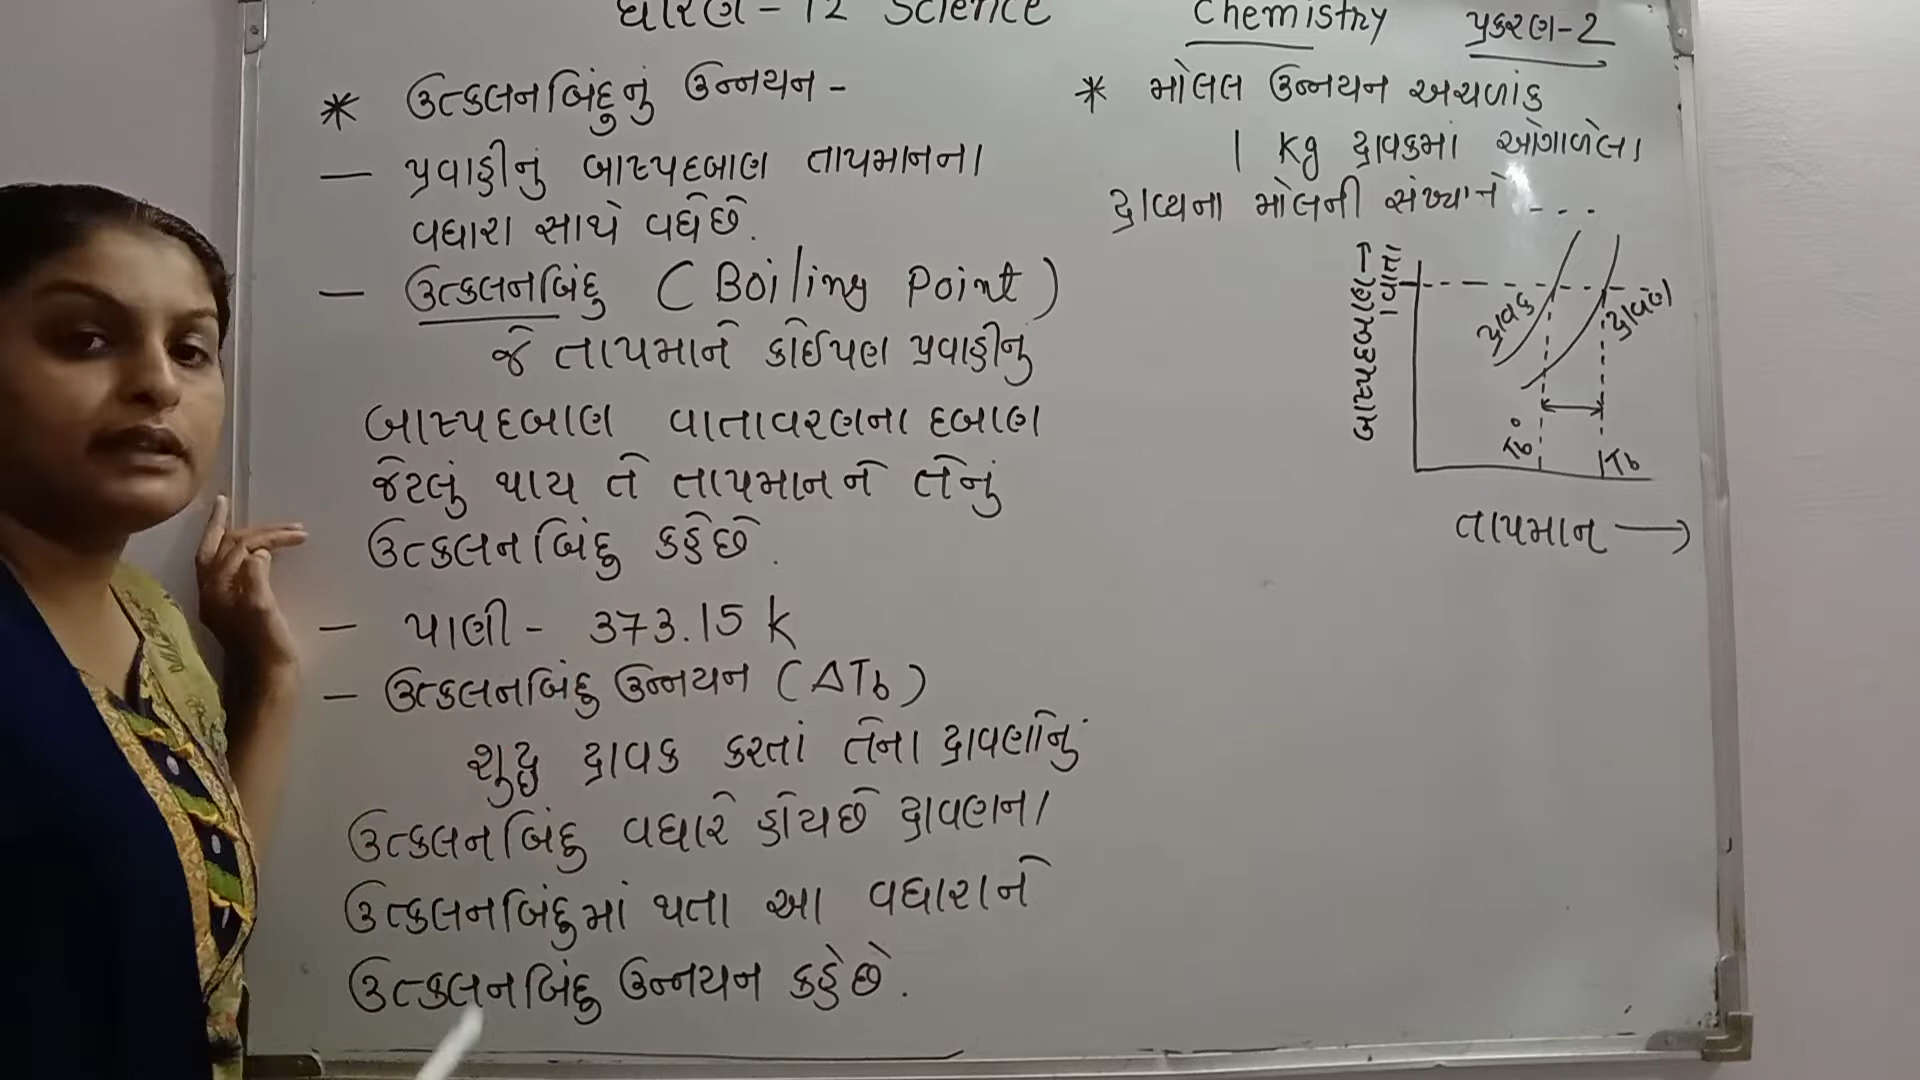 ધોરણ - 12 Science
Chemistry પ્રકરણ-2
* ઉત્કલનબિંદુનું ઉન્નયન -
— પ્રવાહીનું બાષ્પદબાણ તાપમાનના
વધારા સાથે વધેછે.
— ઉત્કલનબિંદુ (Boiling Point)
જે તાપમાને કોઈપણ પ્રવાહીનુ
બાષ્પદબાણ વાતાવરણના દબાણ
જેટલું થાય તે તાપમાનને તેનું
ઉત્કલનબિંદુ કહેછે.
— પાણી - 373.15 k
— ઉત્કલનબિંદુ ઉન્નયન (ΔTb)
શુદ્ધ દ્રાવક કરતાં તેના દ્રાવણોનું
ઉત્કલનબિંદુ વધારે હોયછે દ્રાવણના
ઉત્કલનબિંદુમાં થતા આ વધારાને
ઉત્કલનબિંદુ ઉન્નયન કહેછે.
* મોલલ ઉન્નયન અચળાંક
1 kg દ્રાવકમાં ઓગાળેલા
દ્રાવ્યના મોલની સંખ્યાને ---
બાષ્પદબાણ →
1 વાતા
દ્રાવક
દ્રાવણ
Tb°
Tb
તાપમાન →